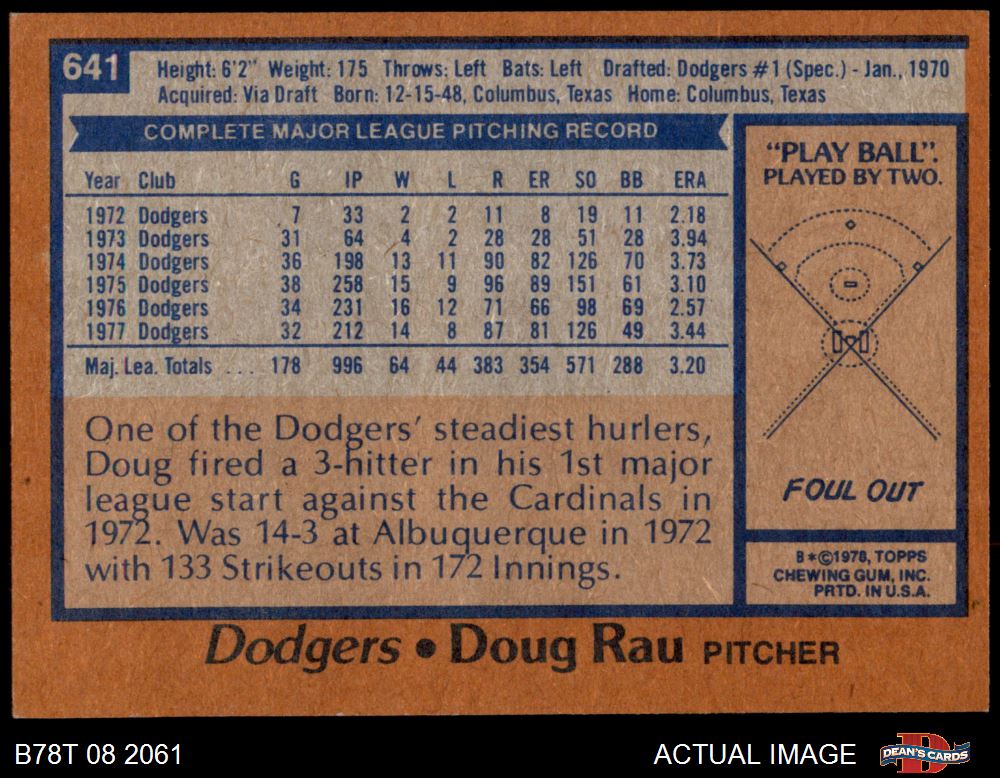 641
Height: 6'2" Weight: 175 Throws: Left Bats: Left Drafted: Dodgers #1 (Spec.) - Jan., 1970
Acquired: Via Draft Born: 12-15-48, Columbus, Texas Home: Columbus, Texas
COMPLETE MAJOR LEAGUE PITCHING RECORD
Year Club G IP W L R ER SO BB ERA
1972 Dodgers 7 33 2 2 11 8 19 11 2.18
1973 Dodgers 31 64 4 2 28 28 51 28 3.94
1974 Dodgers 36 198 13 11 90 82 126 70 3.73
1975 Dodgers 38 258 15 9 96 89 151 61 3.10
1976 Dodgers 34 231 16 12 71 66 98 69 2.57
1977 Dodgers 32 212 14 8 87 81 126 49 3.44
Maj. Lea. Totals ... 178 996 64 44 383 354 571 288 3.20
One of the Dodgers' steadiest hurlers,
Doug fired a 3-hitter in his 1st major
league start against the Cardinals in
1972. Was 14-3 at Albuquerque in 1972
with 133 Strikeouts in 172 Innings.
"PLAY BALL".
PLAYED BY TWO.
FOUL OUT
B*©1978, TOPPS
CHEWING GUM, INC.
PRTD. IN U.S.A.
Dodgers • Doug Rau PITCHER
B78T 08 2061
ACTUAL IMAGE
DEAN'S CARDS